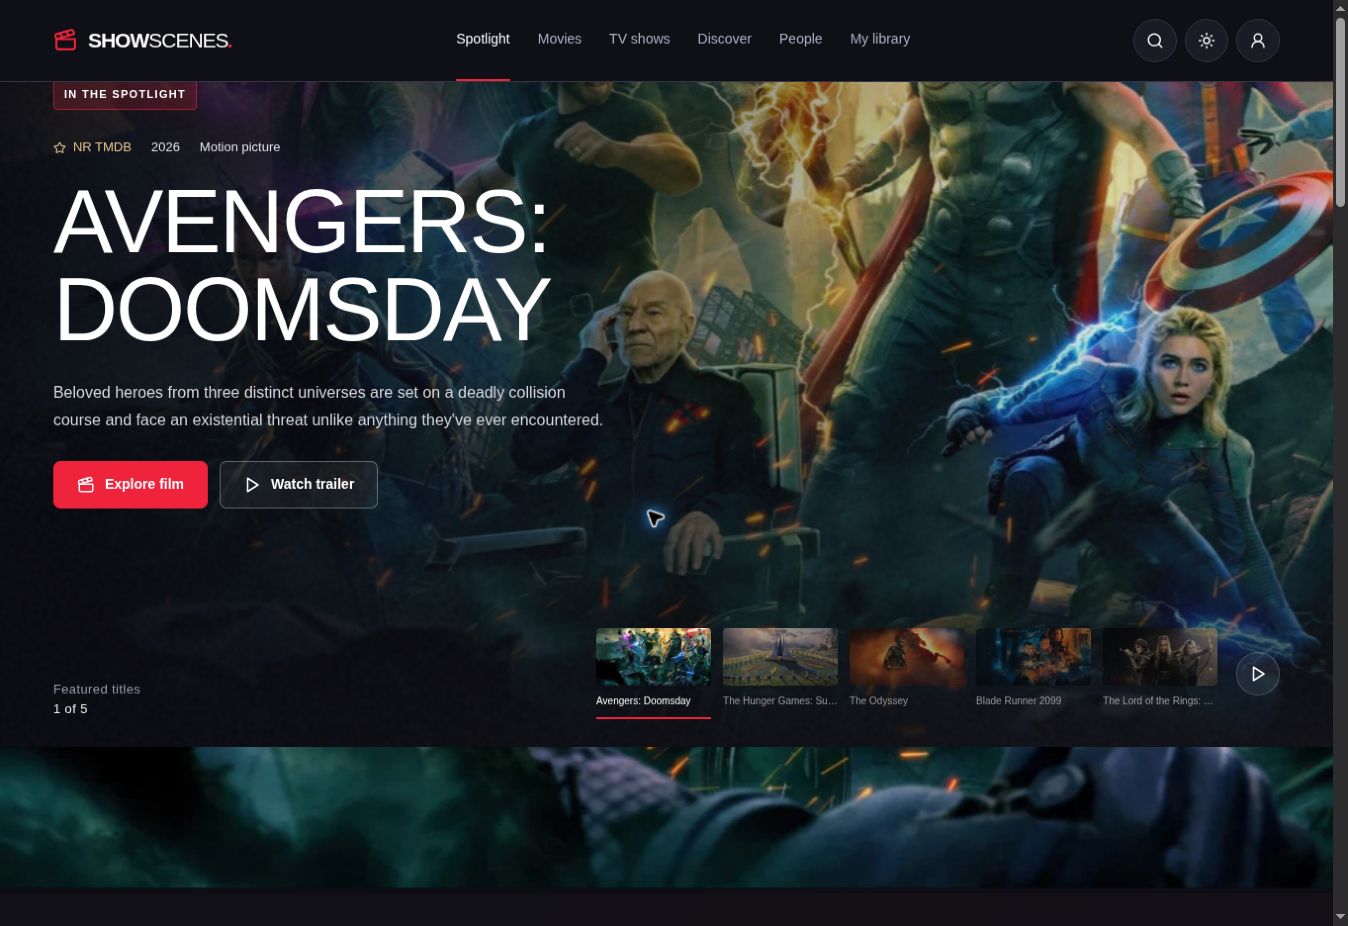 SHOWSCENES.
Spotlight
Movies
TV shows
Discover
People
My library
IN THE SPOTLIGHT
NR TMDB 2026 Motion picture
AVENGERS:
DOOMSDAY
Beloved heroes from three distinct universes are set on a deadly collision
course and face an existential threat unlike anything they've ever encountered.
Explore film
Watch trailer
Featured titles
1 of 5
Avengers: Doomsday
The Hunger Games: Su…
The Odyssey
Blade Runner 2099
The Lord of the Rings: …